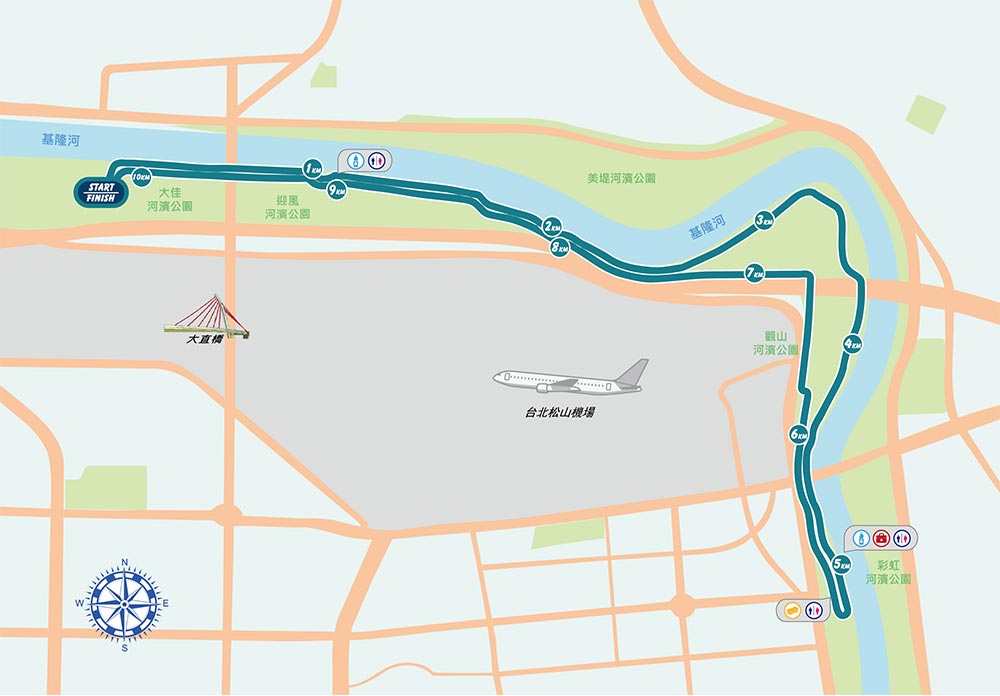 基隆河
START
FINISH
10KM
大佳
河濱公園
1KM
9KM
迎風
河濱公園
2KM
8KM
美堤河濱公園
基隆河
3KM
7KM
大直橋
觀山
河濱公園
4KM
台北松山機場
6KM
5KM
彩虹
河濱公園
N
W
E
S